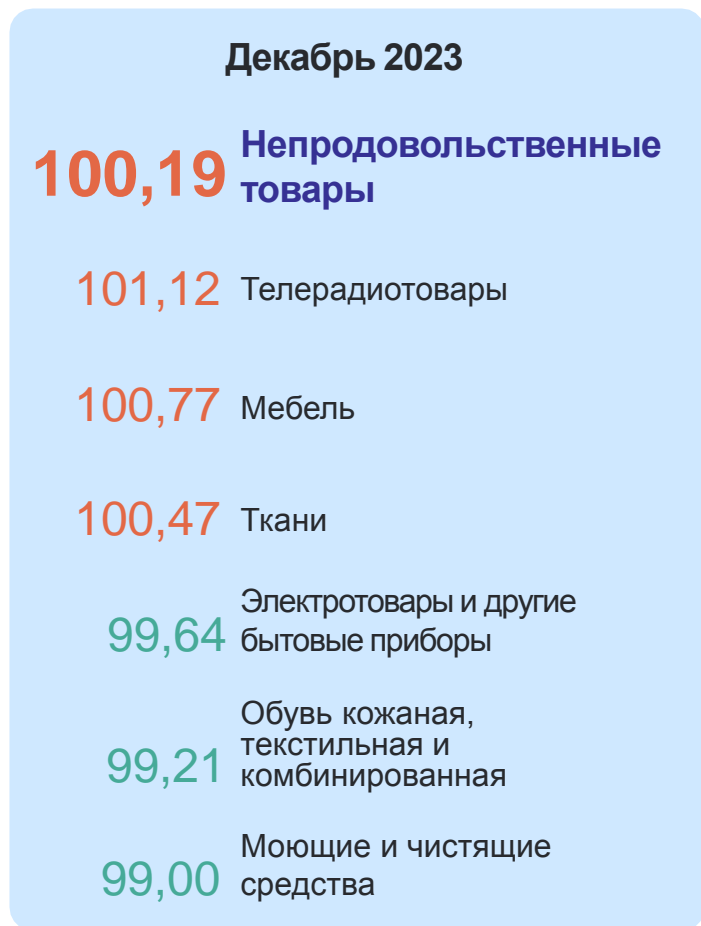 Декабрь 2023
100,19 Непродовольственные
товары
101,12 Телерадиотовары
100,77 Мебель
100,47 Ткани
99,64 Электротовары и другие
бытовые приборы
99,21 Обувь кожаная,
текстильная и
комбинированная
99,00 Моющие и чистящие
средства